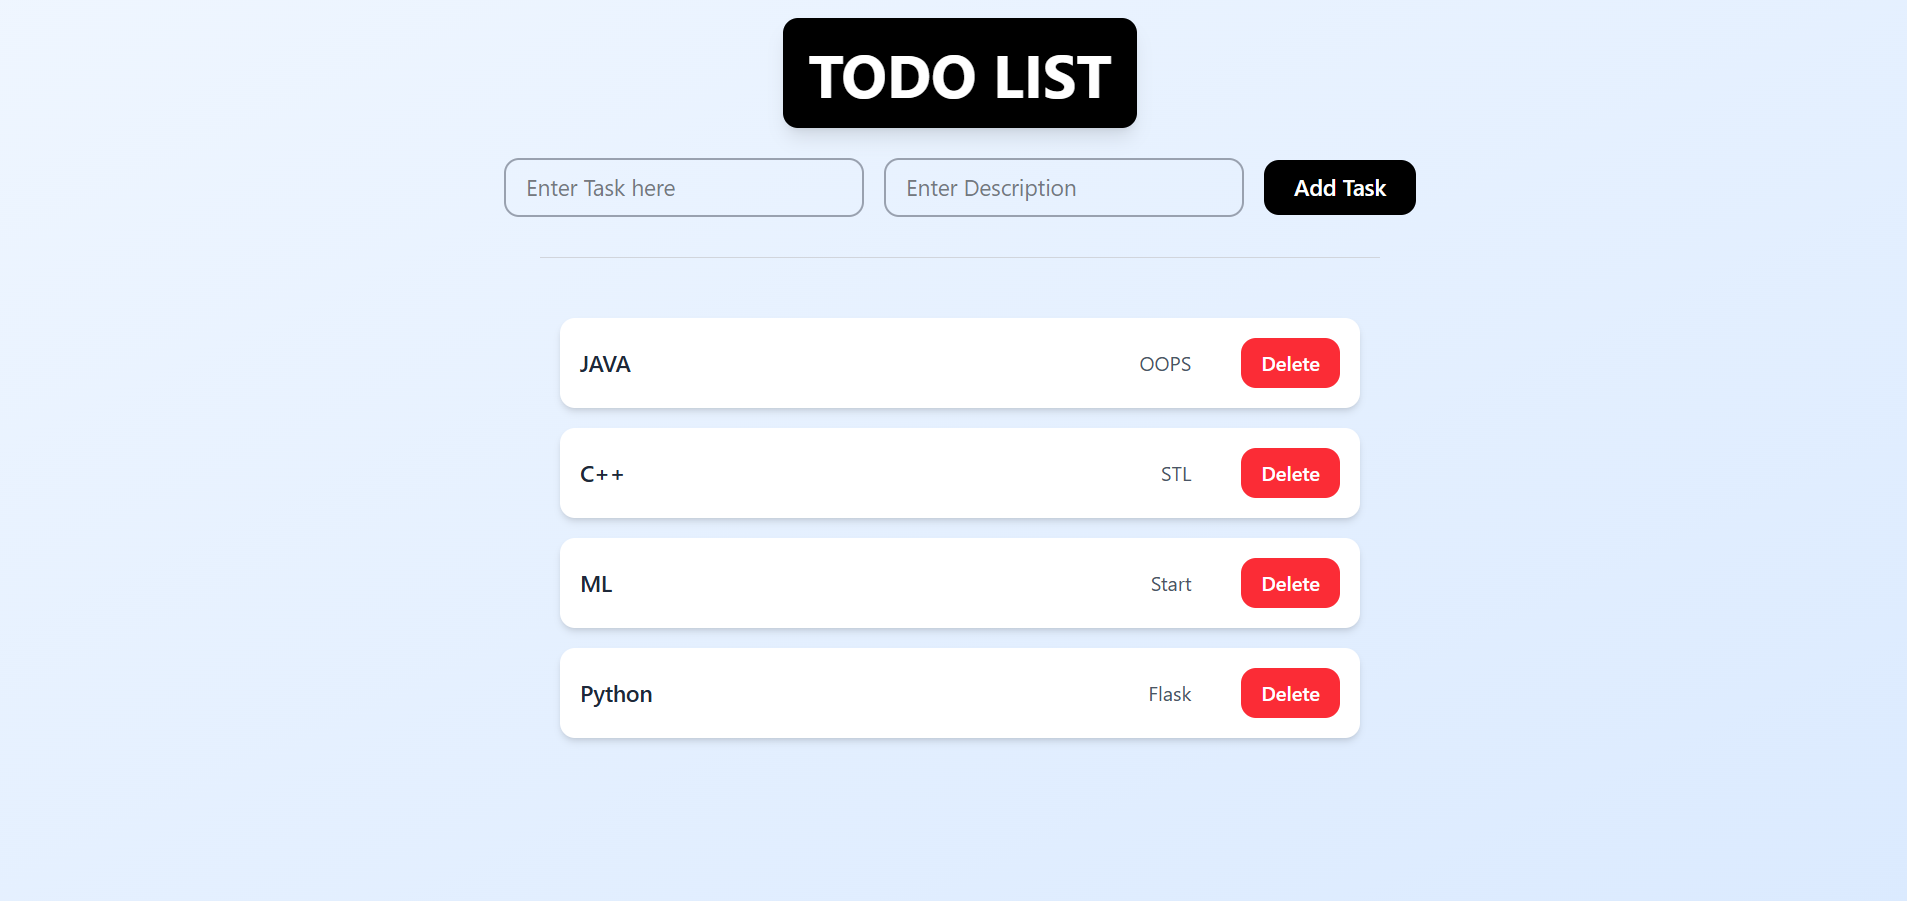 TODO LIST
Enter Task here Enter Description Add Task
JAVA OOPS Delete
C++ STL Delete
ML Start Delete
Python Flask Delete